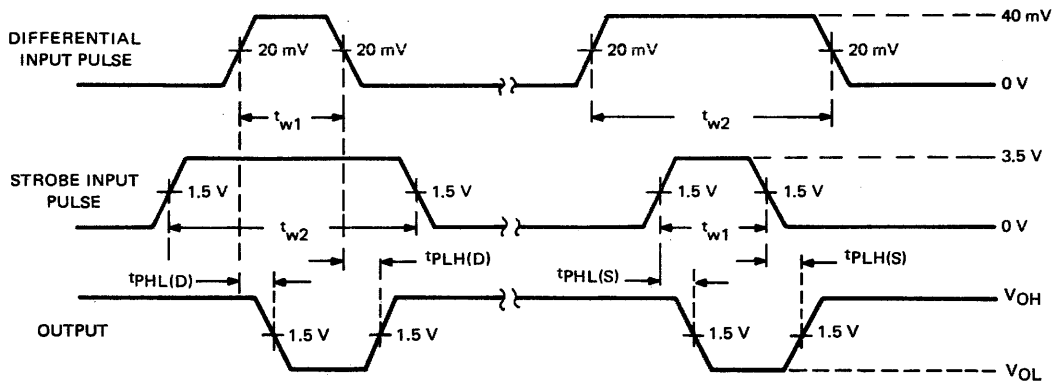 40 mV
DIFFERENTIAL
INPUT PULSE
20 mV
20 mV
20 mV
20 mV
0 V
tw1
tw2
3.5 V
STROBE INPUT
PULSE
1.5 V
1.5 V
1.5 V
1.5 V
tw2
tw1
0 V
tPHL(D)
tPLH(D)
tPHL(S)
tPLH(S)
VOH
OUTPUT
1.5 V
1.5 V
1.5 V
1.5 V
VOL